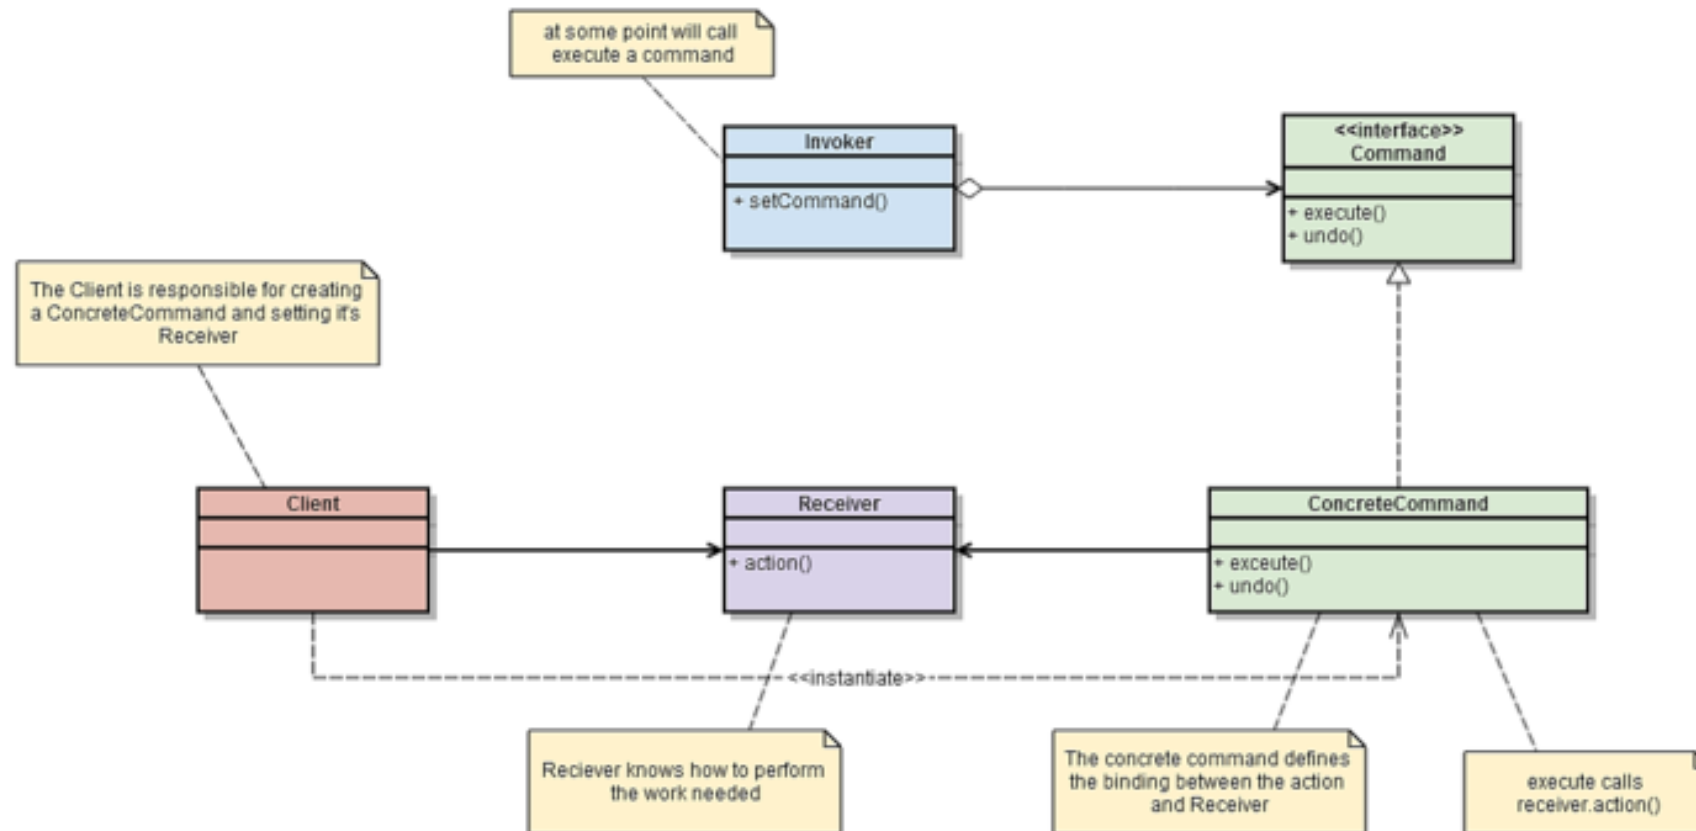 at some point will call
execute a command
Invoker
+ setCommand()
<<interface>>
Command
+ execute()
+ undo()
The Client is responsible for creating
a ConcreteCommand and setting it's
Receiver
Client
Receiver
+ action()
ConcreteCommand
+ exceute()
+ undo()
<<instantiate>>
Reciever knows how to perform
the work needed
The concrete command defines
the binding between the action
and Receiver
execute calls
receiver.action()